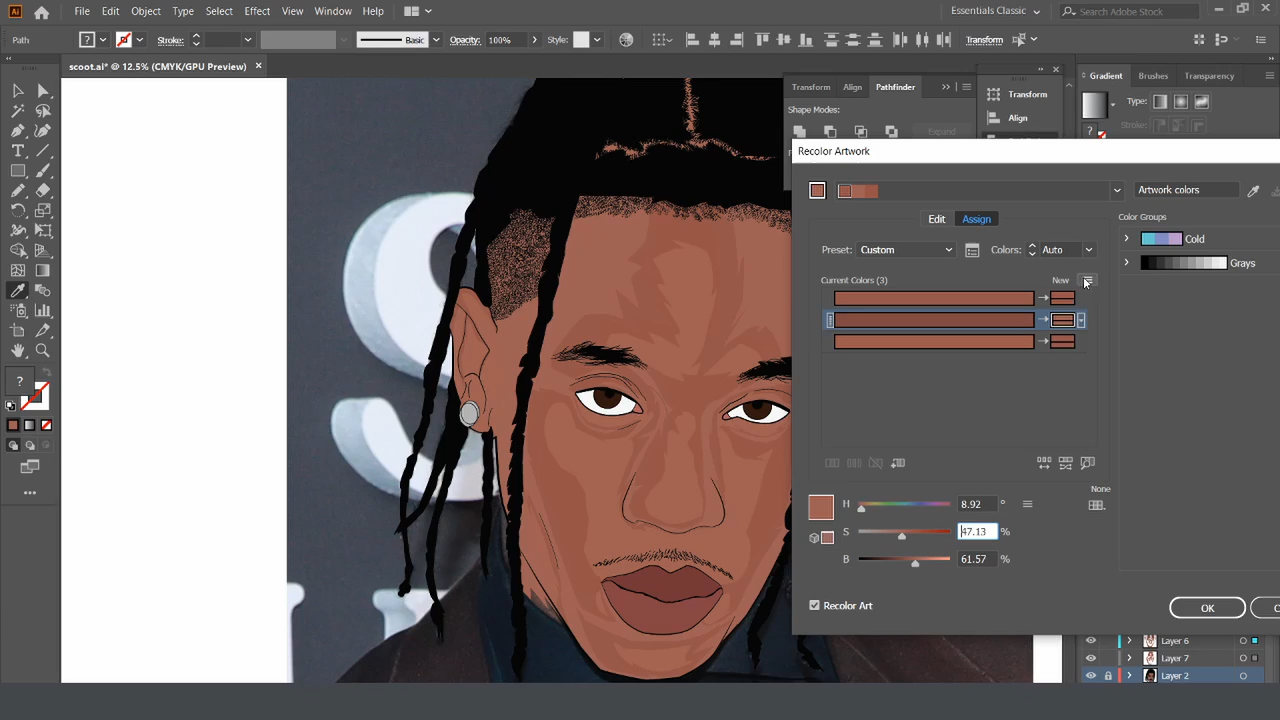 Ai File Edit Object Type Select Effect View Window Help Essentials Classic Search Adobe Stock
Path ? Stroke: Basic Opacity: 100% Style: Transform
scoot.ai* @ 12.5% (CMYK/GPU Preview) ×
Transform Align Pathfinder
Shape Modes:
Expand
Transform
Align
Gradient Brushes Transparency
Type:
Stroke:
?
Recolor Artwork
Artwork colors
Edit Assign
Color Groups
Preset: Custom Colors: Auto
Cold
Grays
Current Colors (3) New
None
H 8.92 °
S 47.13 %
B 61.57 %
Recolor Art
OK
Layer 6
Layer 7
Layer 2
?
S
S